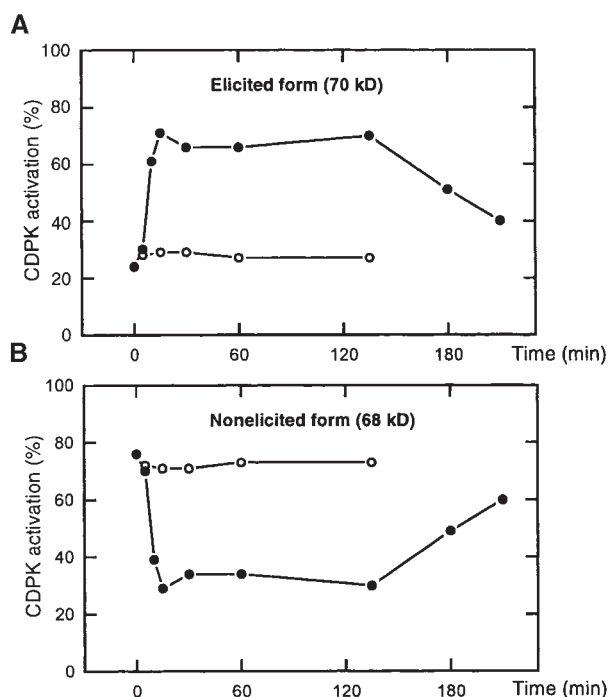 A
CDPK activation (%)
100
80
60
40
20
0
Elicited form (70 kD)
0 60 120 180 Time (min)
B
CDPK activation (%)
100
80
60
40
20
0
Nonelicited form (68 kD)
0 60 120 180 Time (min)